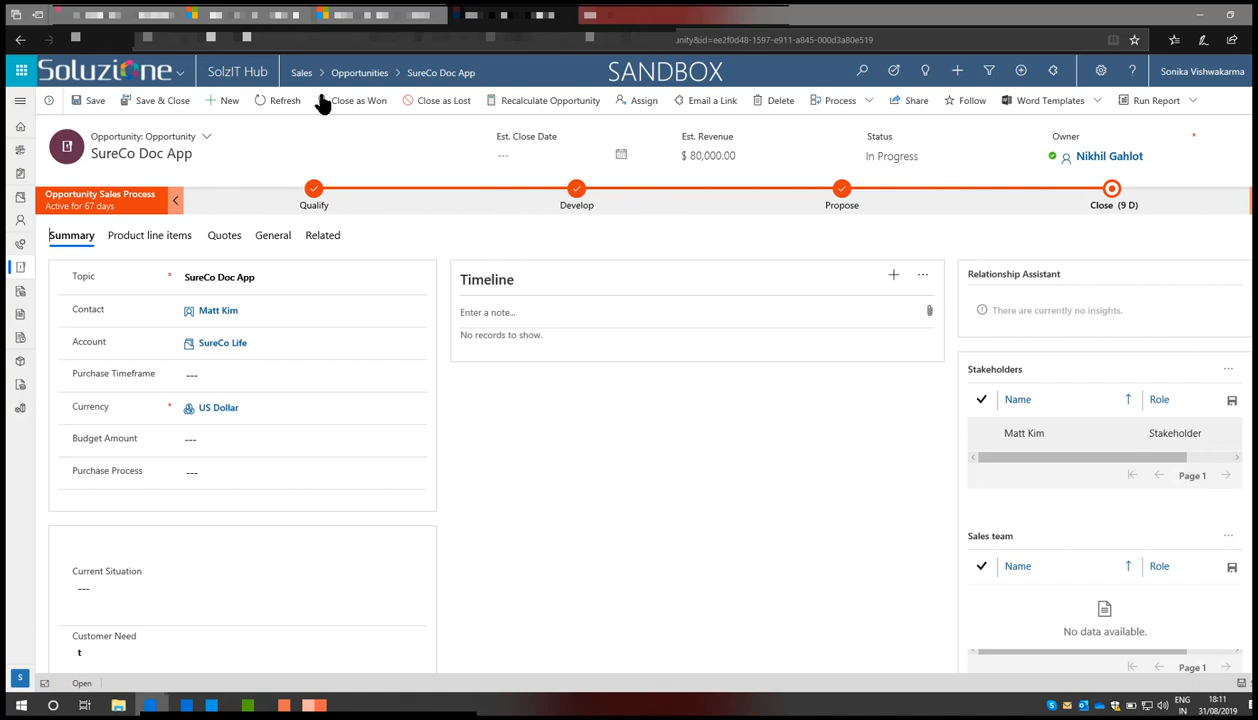 unity&id=ee2f0d48-1597-e911-a845-000d3a80e519
Soluzione SolzIT Hub Sales > Opportunities > SureCo Doc App SANDBOX Sonika Vishwakarma
Save Save & Close New Refresh Close as Won Close as Lost Recalculate Opportunity Assign Email a Link Delete Process Share Follow Word Templates Run Report
Opportunity: Opportunity
SureCo Doc App
Est. Close Date
---
Est. Revenue
$ 80,000.00
Status
In Progress
Owner *
Nikhil Gahlot
Opportunity Sales Process
Active for 67 days
Qualify Develop Propose Close (9 D)
Summary Product line items Quotes General Related
Topic * SureCo Doc App
Contact Matt Kim
Account SureCo Life
Purchase Timeframe ---
Currency * US Dollar
Budget Amount ---
Purchase Process ---
Current Situation
---
Customer Need
t
Timeline
Enter a note...
No records to show.
Relationship Assistant
There are currently no insights.
Stakeholders
Name Role
Matt Kim Stakeholder
Page 1
Sales team
Name Role
No data available.
Page 1
S
Open
ENG
IN
18:11
31/08/2019